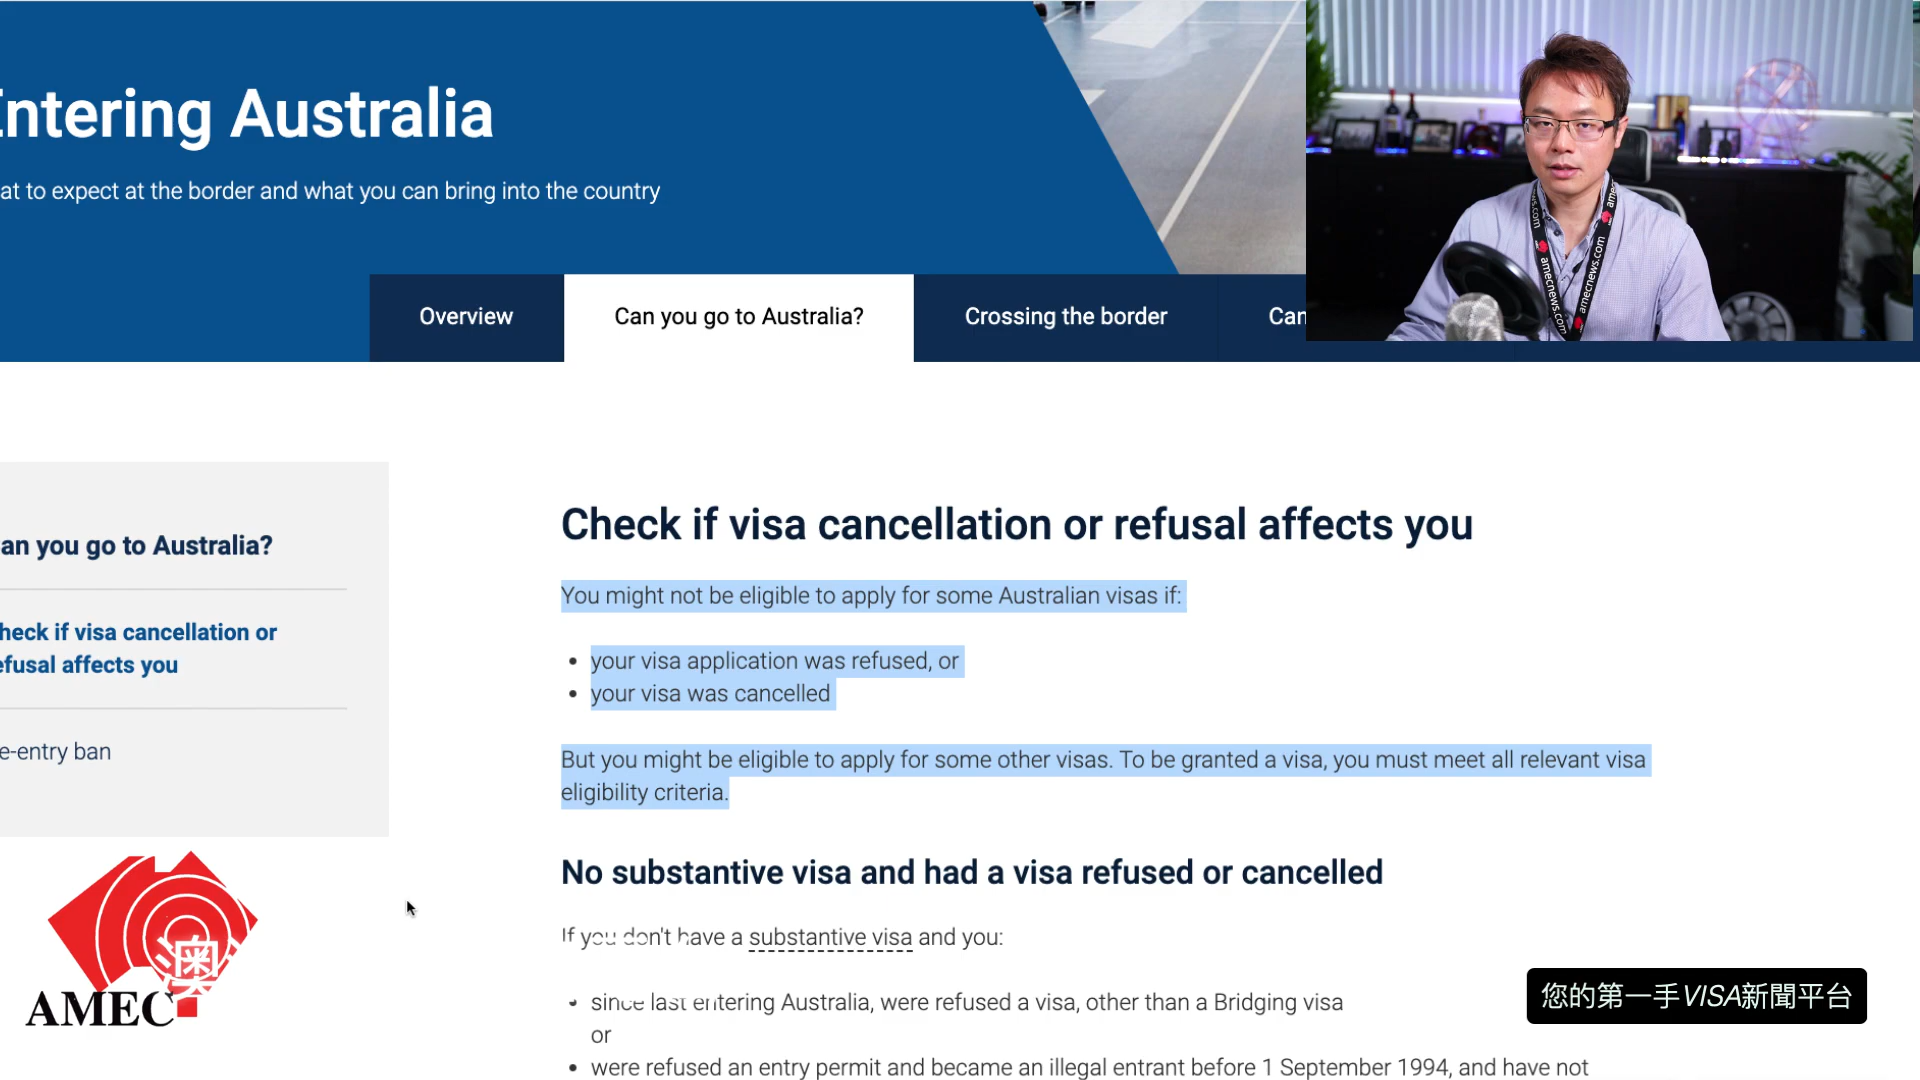 ntering Australia
at to expect at the border and what you can bring into the country
Overview
Can you go to Australia?
Crossing the border
Can
amecnews.com
amecnews.com
an you go to Australia?
heck if visa cancellation or
efusal affects you
e-entry ban
Check if visa cancellation or refusal affects you
You might not be eligible to apply for some Australian visas if:
• your visa application was refused, or
• your visa was cancelled
But you might be eligible to apply for some other visas. To be granted a visa, you must meet all relevant visa
eligibility criteria.
No substantive visa and had a visa refused or cancelled
If you don't have a substantive visa and you:
• since last entering Australia, were refused a visa, other than a Bridging visa
or
• were refused an entry permit and became an illegal entrant before 1 September 1994, and have not
澳
AMEC
您的第一手VISA新聞平台